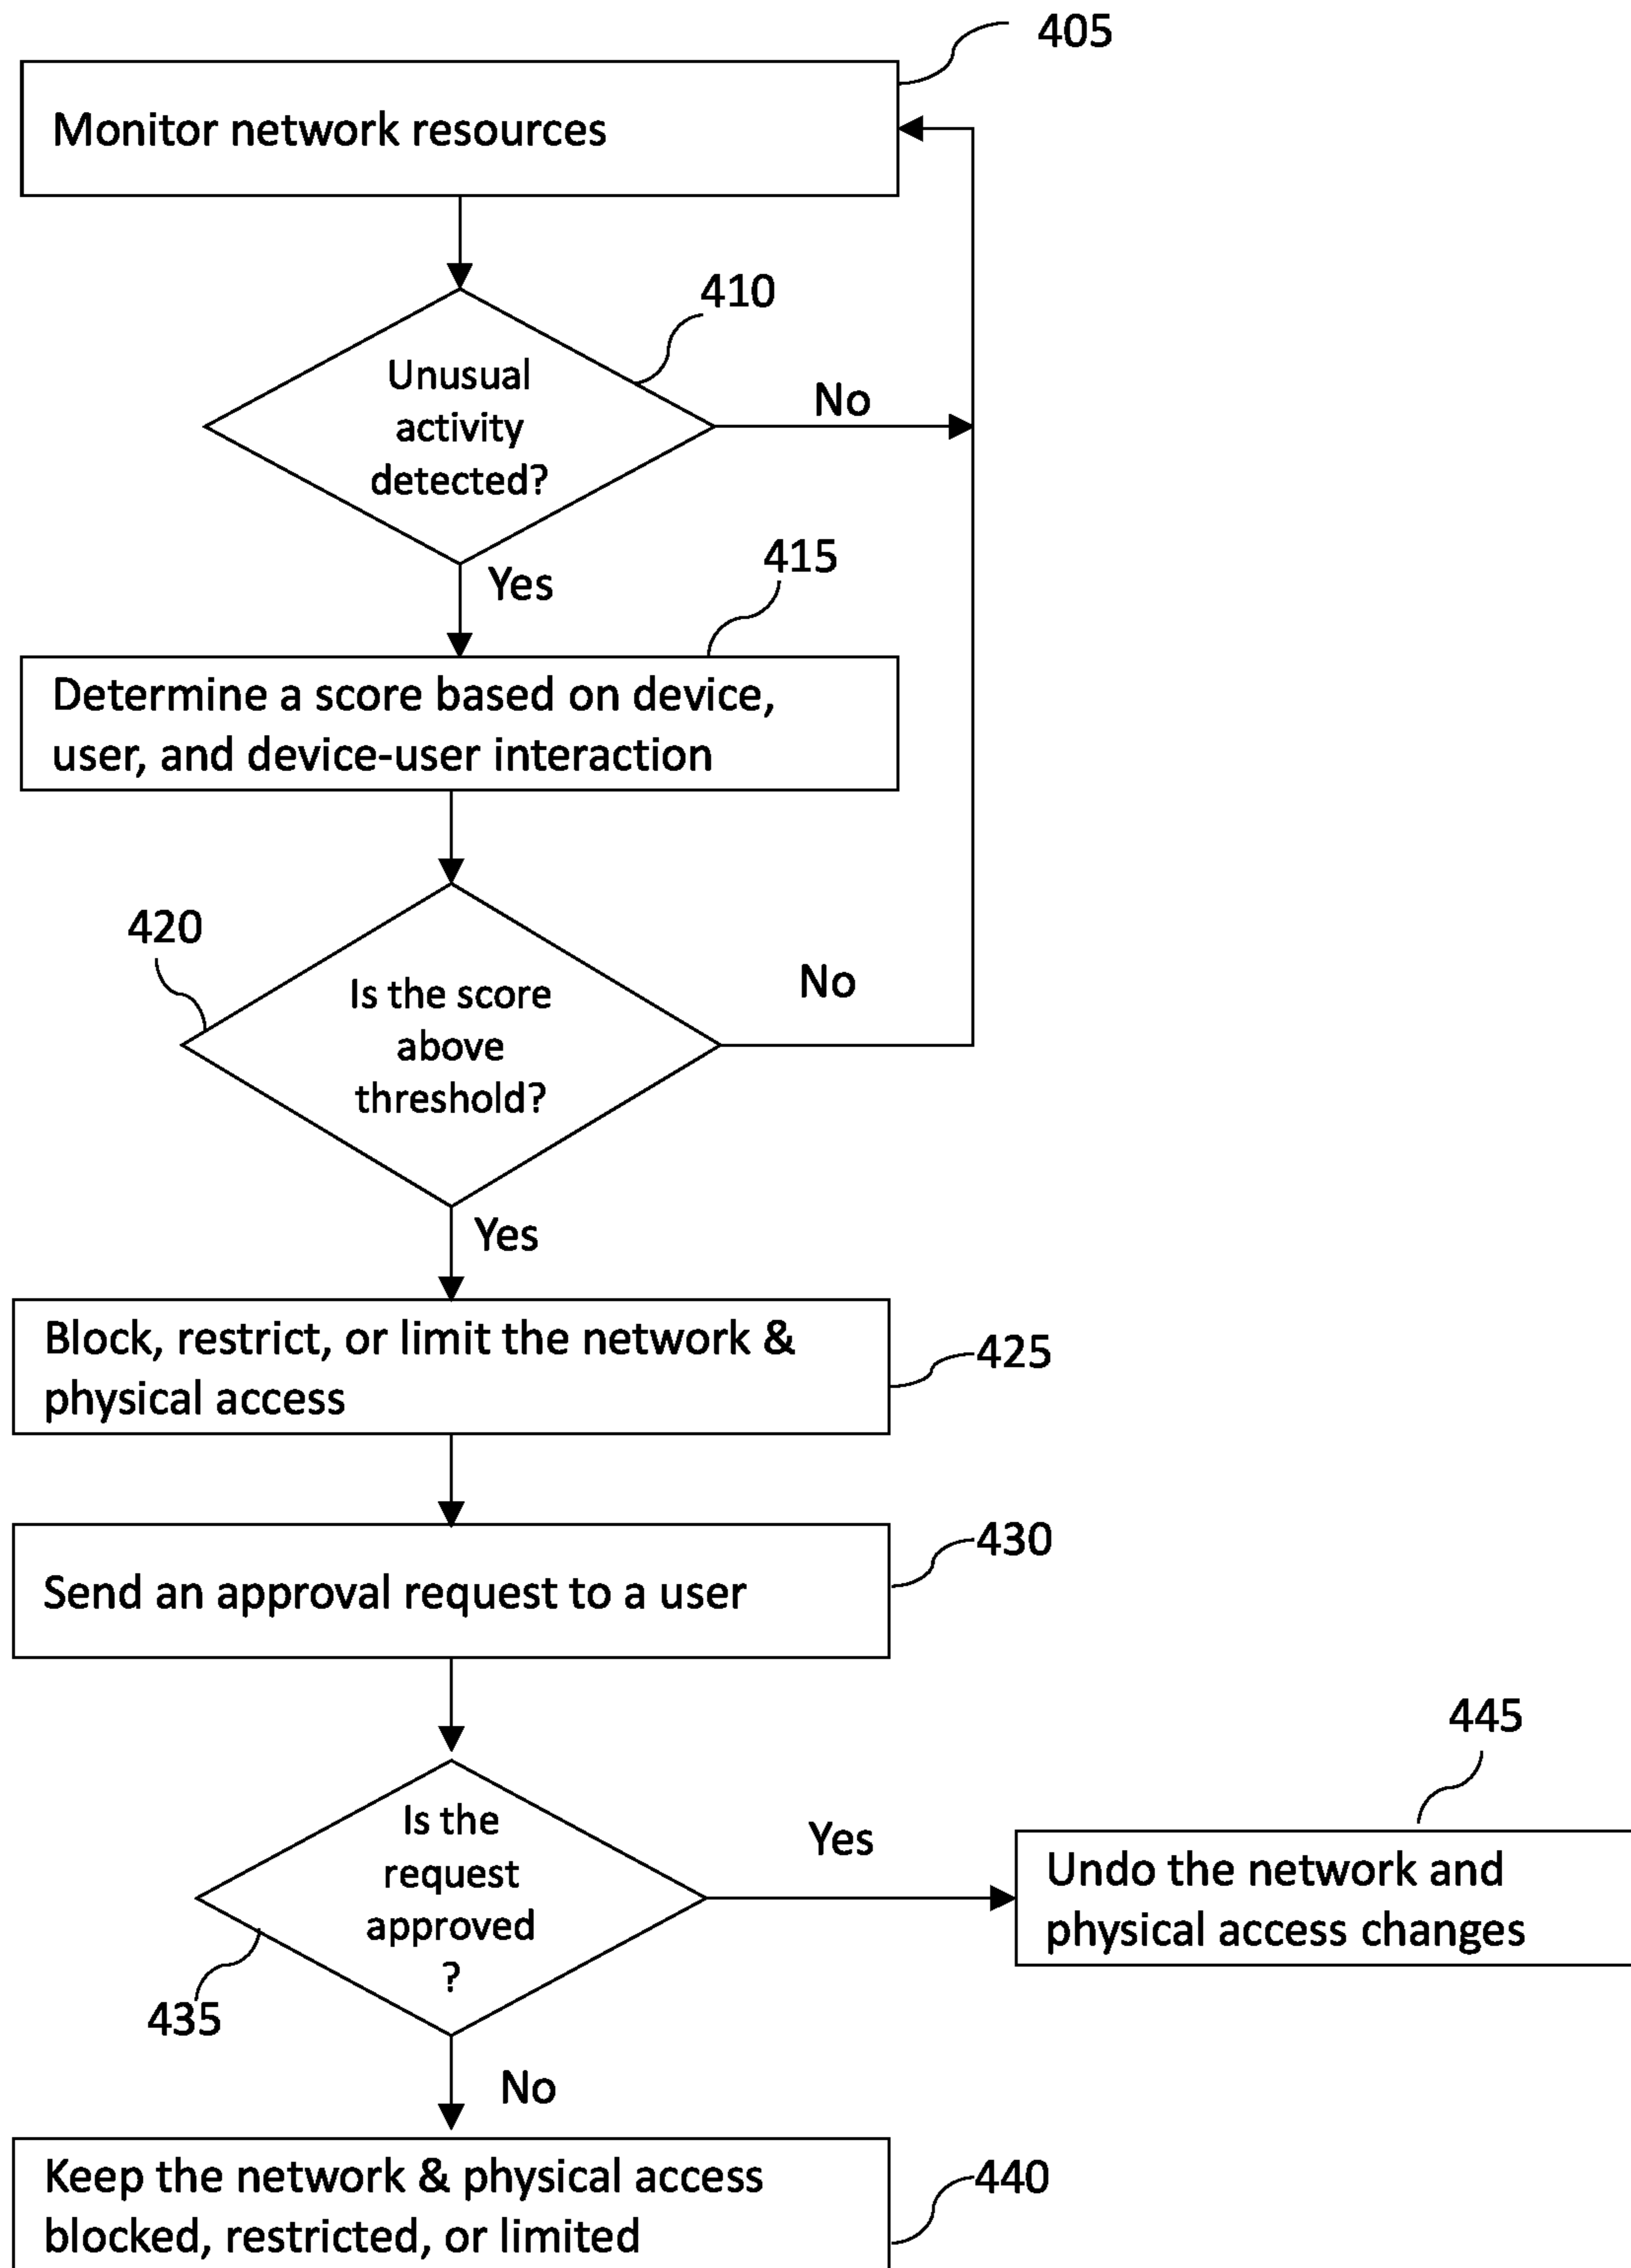 405
Monitor network resources
410
Unusual
activity
detected?
No
Yes
415
Determine a score based on device,
user, and device-user interaction
420
Is the score
above
threshold?
No
Yes
Block, restrict, or limit the network &
physical access
425
430
Send an approval request to a user
445
Is the
request
approved
?
Yes
Undo the network and
physical access changes
435
No
Keep the network & physical access
blocked, restricted, or limited
440